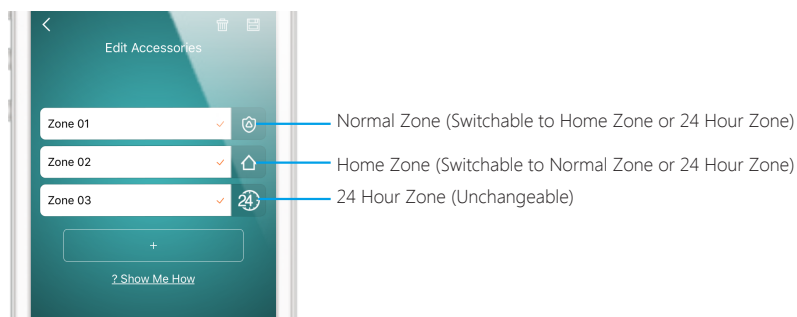 Edit Accessories
Zone 01
Normal Zone (Switchable to Home Zone or 24 Hour Zone)
Zone 02
Home Zone (Switchable to Normal Zone or 24 Hour Zone)
Zone 03
24
24 Hour Zone (Unchangeable)
+
? Show Me How